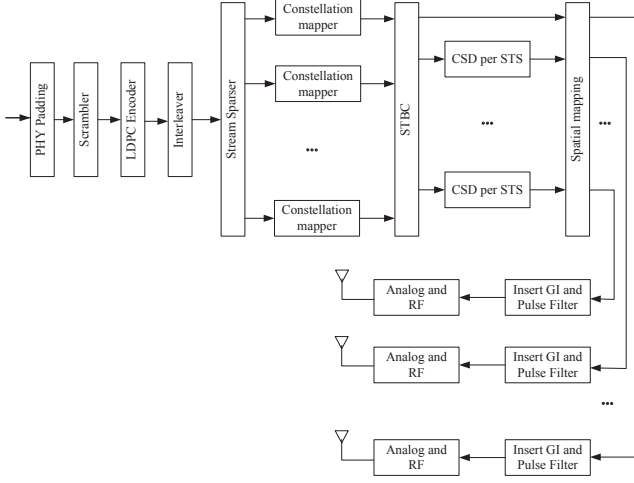 PHY Padding
Scrambler
LDPC Encoder
Interleaver
Stream Sparser
Constellation
mapper
Constellation
mapper
...
Constellation
mapper
STBC
CSD per STS
...
CSD per STS
Spatial mapping
...
Analog and
RF
Insert GI and
Pulse Filter
Analog and
RF
Insert GI and
Pulse Filter
...
Analog and
RF
Insert GI and
Pulse Filter